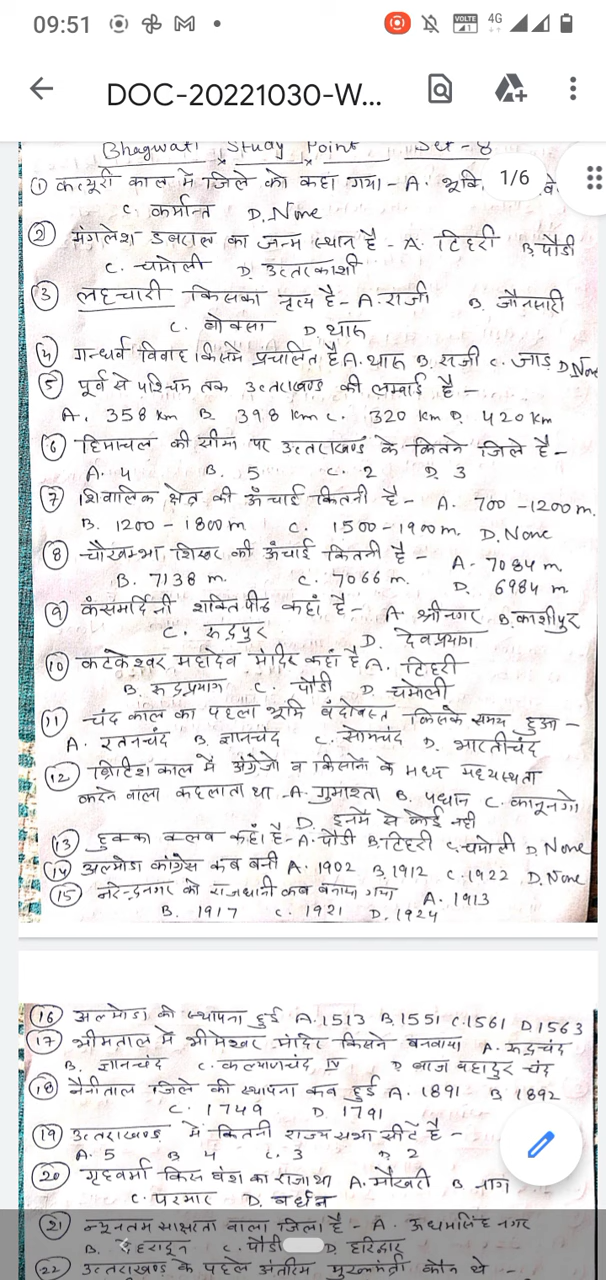 09:51
4G
DOC-20221030-W...
Bhagwati Study Point Set - 8
1/6
① कत्यूरी काल में जिले को कहा गया - A. भूक्ति
C. कर्मान्त D. None
② मंगलेश डबराल का जन्म स्थान है - A. टिहरी B. पौडी
C. चमोली D. उत्तरकाशी
③ लहचारी किसका नृत्य है - A. राजी B. जौनसारी
C. बोक्सा D. थारू
④ गन्धर्व विवाह किसमें प्रचालित है A. थारू B. राजी C. जाड D None
⑤ पूर्व से पश्चिम तक उत्तराखण्ड की लम्बाई है -
A. 358 km B. 398 km C. 320 km D. 420 km
⑥ हिमाचल की सीमा पर उत्तराखण्ड के कितने जिले है -
A. 4 B. 5 C. 2 D. 3
⑦ शिवालिक क्षेत्र की ऊँचाई कितनी है - A. 700 - 1200 m.
B. 1200 - 1800 m C. 1500 - 1900 m. D. None
⑧ चौखम्भा शिखर की ऊंचाई कितनी है - A - 7084 m.
B. 7138 m. C. 7066 m. D. 6984 m
⑨ कंसमर्दिनी शक्तिपीठ कहां है - A श्रीनगर B. काशीपुर
C. रूद्रपुर D. देवप्रयाग
⑩ कटकेश्वर महादेव मंदिर कहां है A. टिहरी
B. रूद्रप्रयाग C. पौडी D. चमोली
⑪ चंद काल का पहला भूमि बंदोबस्त किसके समय हुआ -
A. रतनचंद B. ज्ञानचंद C. सोमचंद D. भारतीचंद
⑫ ब्रिटिश काल में अंग्रेजो व किसानो के मध्य मध्यस्थता
करने वाला कहलाता था - A. गुमाश्ता B. पधान C. कानूनगो
D. इनमें से कोई नही
⑬ हुक्का क्लब कहाँ है - A. पौडी B टिहरी C. चमोली D. None
⑭ अल्मोडा कांग्रेस कब बनी A. 1902 B. 1912 C. 1922 D. None
⑮ नरेन्द्रनगर को राजधानी कब बनाया गया A. 1913
B. 1917 C. 1921 D. 1924
⑯ अल्मोडा की स्थापना हुई A. 1513 B. 1551 C. 1561 D. 1563
⑰ भीमताल में भीमेश्वर मंदिर किसने बनवाया A. रूद्रचंद
B. ज्ञानचंद C. कल्याणचंद IV D बाज बहादुर चंद
⑱ नैनीताल जिले की स्थापना कब हुई A. 1891 B 1892
C. 1749 D. 1791
⑲ उत्तराखण्ड में कितनी राज्य सभा सीटें है -
A. 5 B 4 C. 3 D 2
⑳ गृहवर्मा किस वंश का राजा था A. मौखरी B नाग
C. परमार D. वर्धन
㉑ न्यूनतम साक्षरता वाला जिला है - A. ऊधमसिंह नगर
B. देहरादून C. पौडी D. हरिद्वार
㉒ उत्तराखण्ड के पहले अंतरिम मुख्यमंत्री कौन थे -